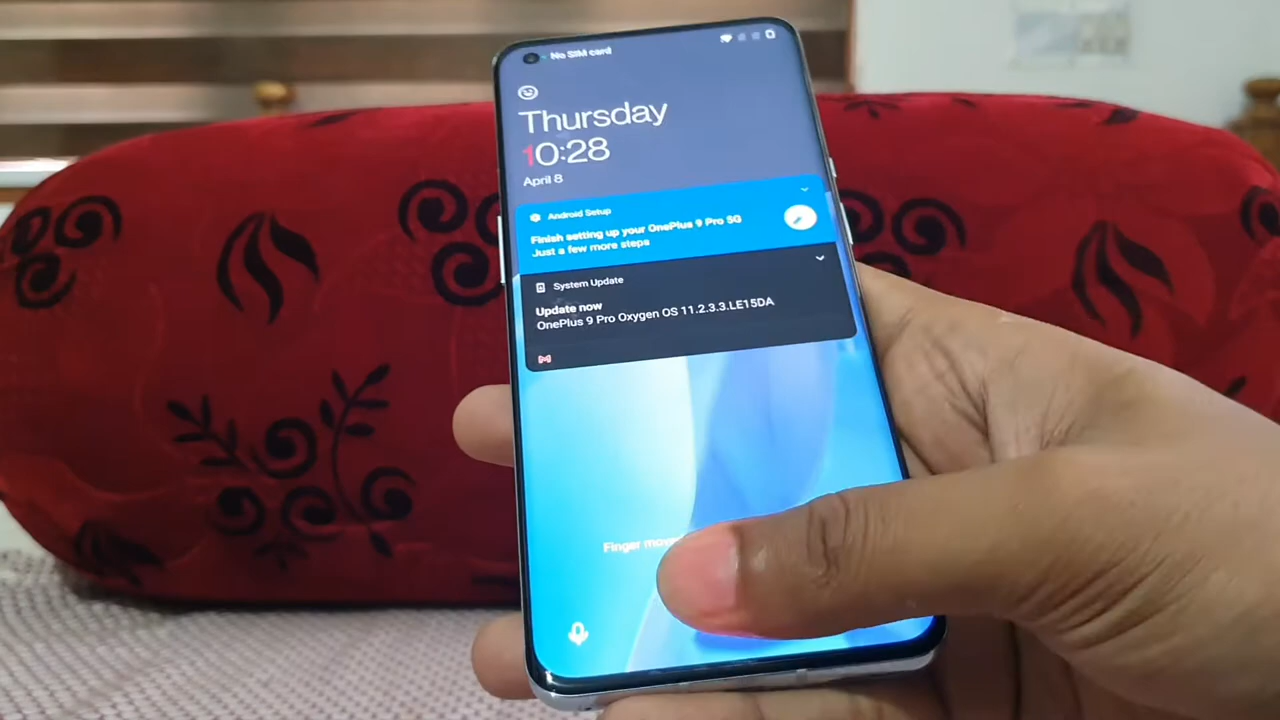 No SIM card
Thursday
10:28
April 8
Android Setup
Finish setting up your OnePlus 9 Pro 5G
Just a few more steps
System Update
Update now
OnePlus 9 Pro Oxygen OS 11.2.3.3.LE15DA
Finger